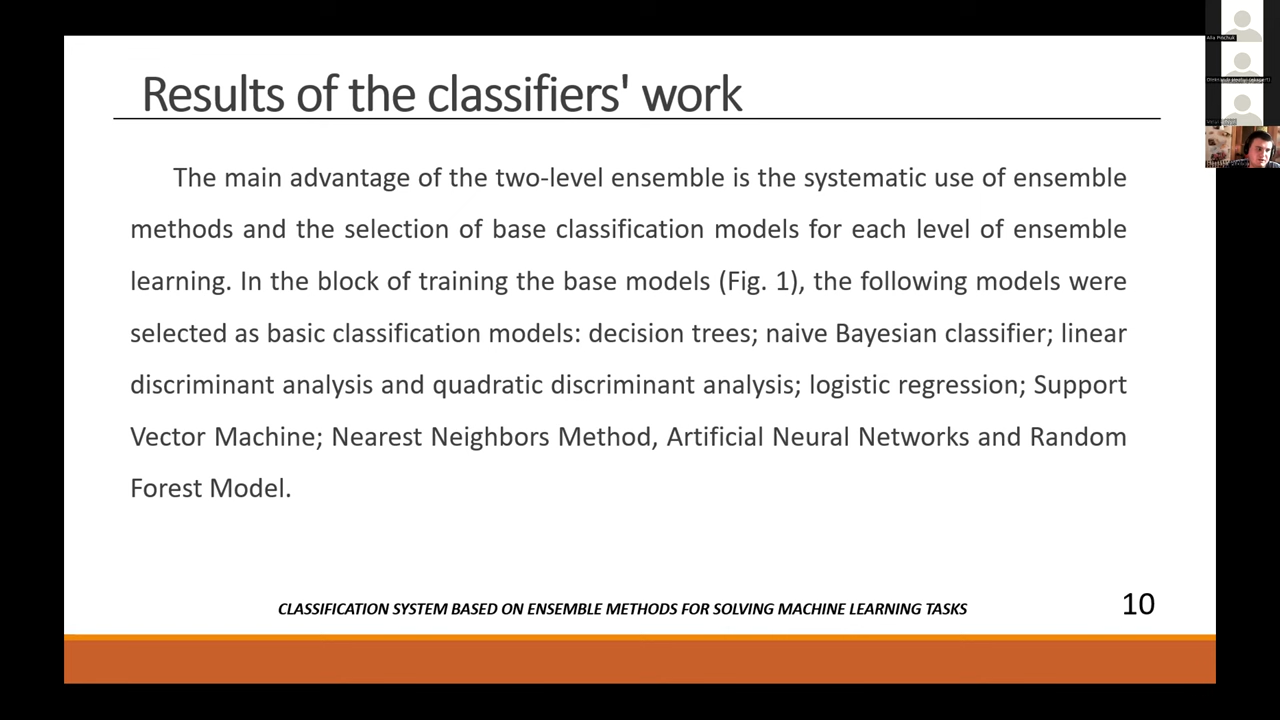 Results of the classifiers' work
The main advantage of the two-level ensemble is the systematic use of ensemble
methods and the selection of base classification models for each level of ensemble
learning. In the block of training the base models (Fig. 1), the following models were
selected as basic classification models: decision trees; naive Bayesian classifier; linear
discriminant analysis and quadratic discriminant analysis; logistic regression; Support
Vector Machine; Nearest Neighbors Method, Artificial Neural Networks and Random
Forest Model.
CLASSIFICATION SYSTEM BASED ON ENSEMBLE METHODS FOR SOLVING MACHINE LEARNING TASKS
10
Alla Pinchuk